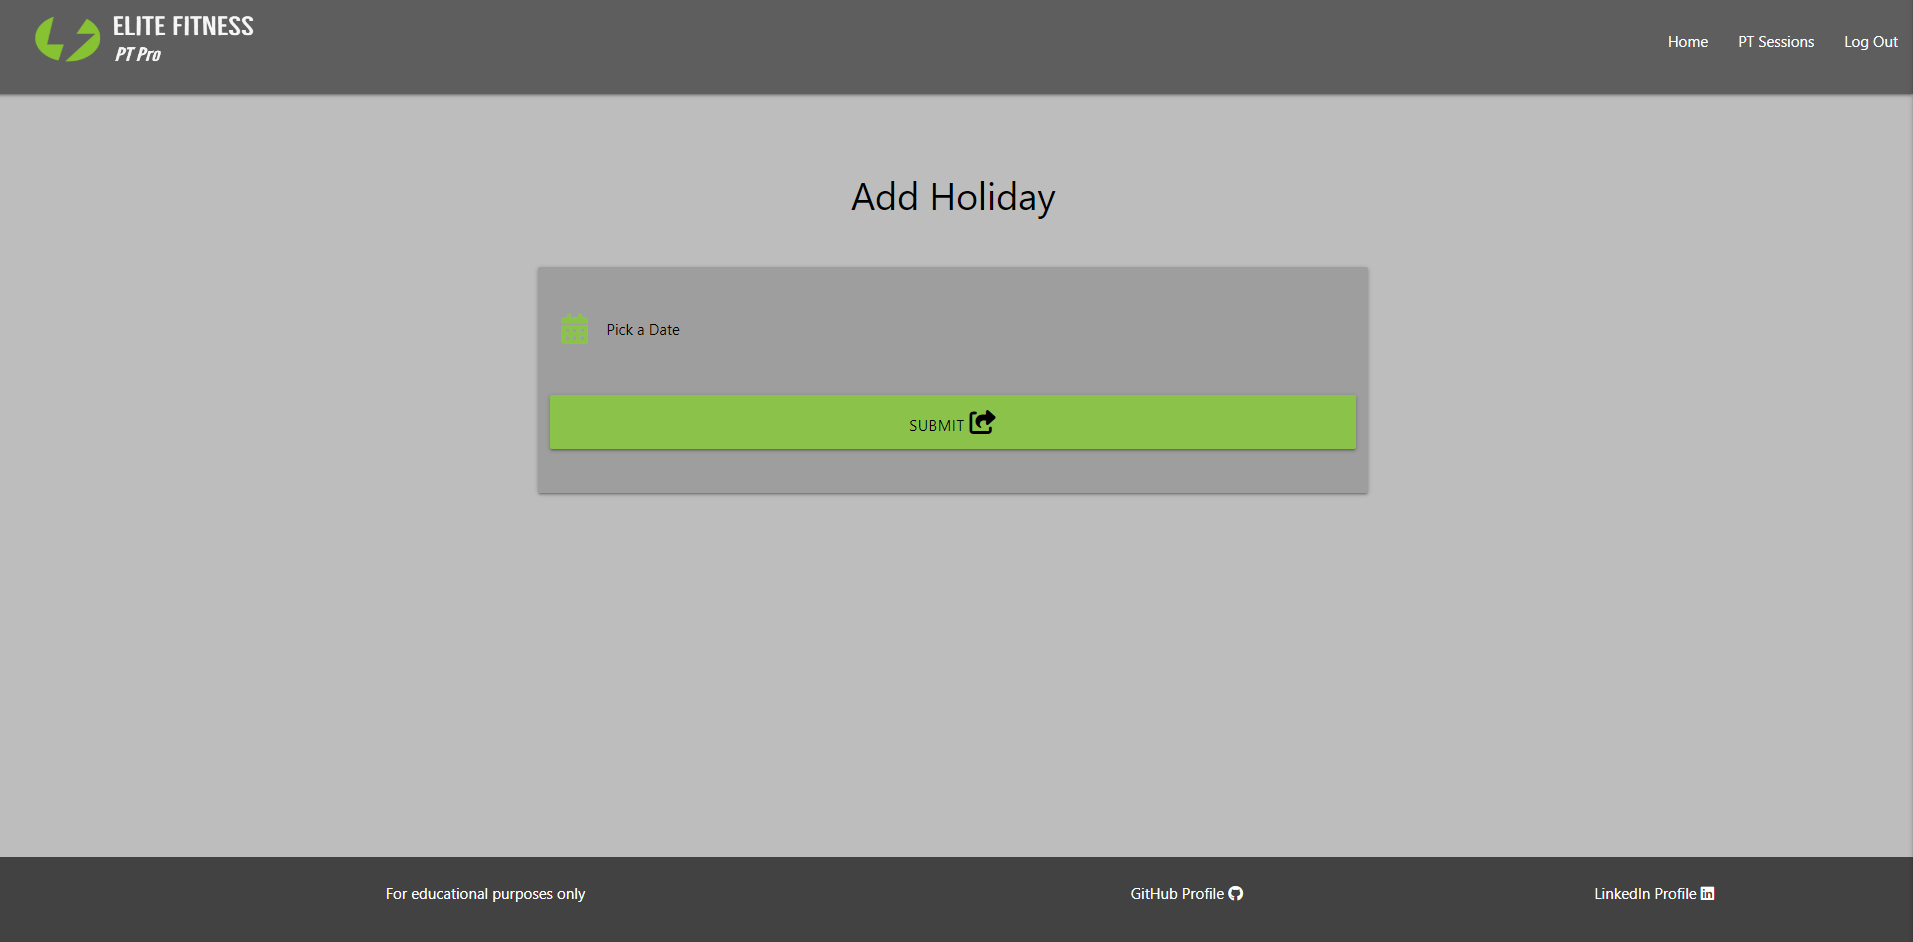 ELITE FITNESS
PT Pro
Home PT Sessions Log Out
Add Holiday
Pick a Date
SUBMIT
For educational purposes only GitHub Profile LinkedIn Profile